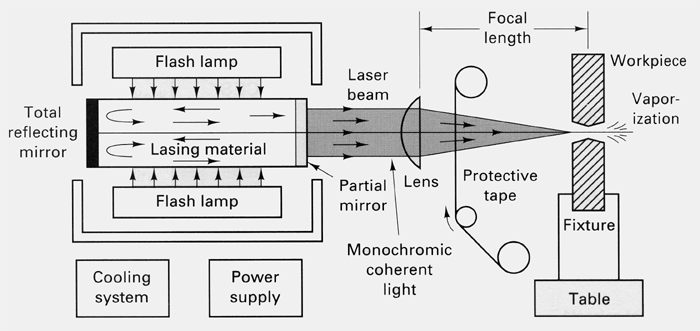 Focal
length
Flash lamp
Laser
beam
Workpiece
Vapor-
ization
Total
reflecting
mirror
Lasing material
Lens
Partial
mirror
Protective
tape
Flash lamp
Fixture
Monochromic
coherent
light
Cooling
system
Power
supply
Table